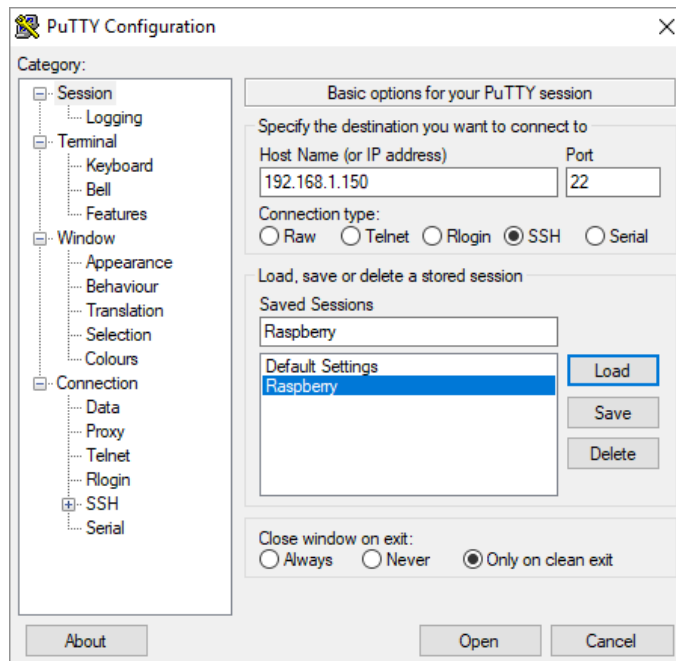 PuTTY Configuration
Category:
Session
Logging
Terminal
Keyboard
Bell
Features
Window
Appearance
Behaviour
Translation
Selection
Colours
Connection
Data
Proxy
Telnet
Rlogin
SSH
Serial
Basic options for your PuTTY session
Specify the destination you want to connect to
Host Name (or IP address) Port
192.168.1.150 22
Connection type:
Raw Telnet Rlogin SSH Serial
Load, save or delete a stored session
Saved Sessions
Raspberry
Default Settings
Raspberry
Load
Save
Delete
Close window on exit:
Always Never Only on clean exit
About Open Cancel